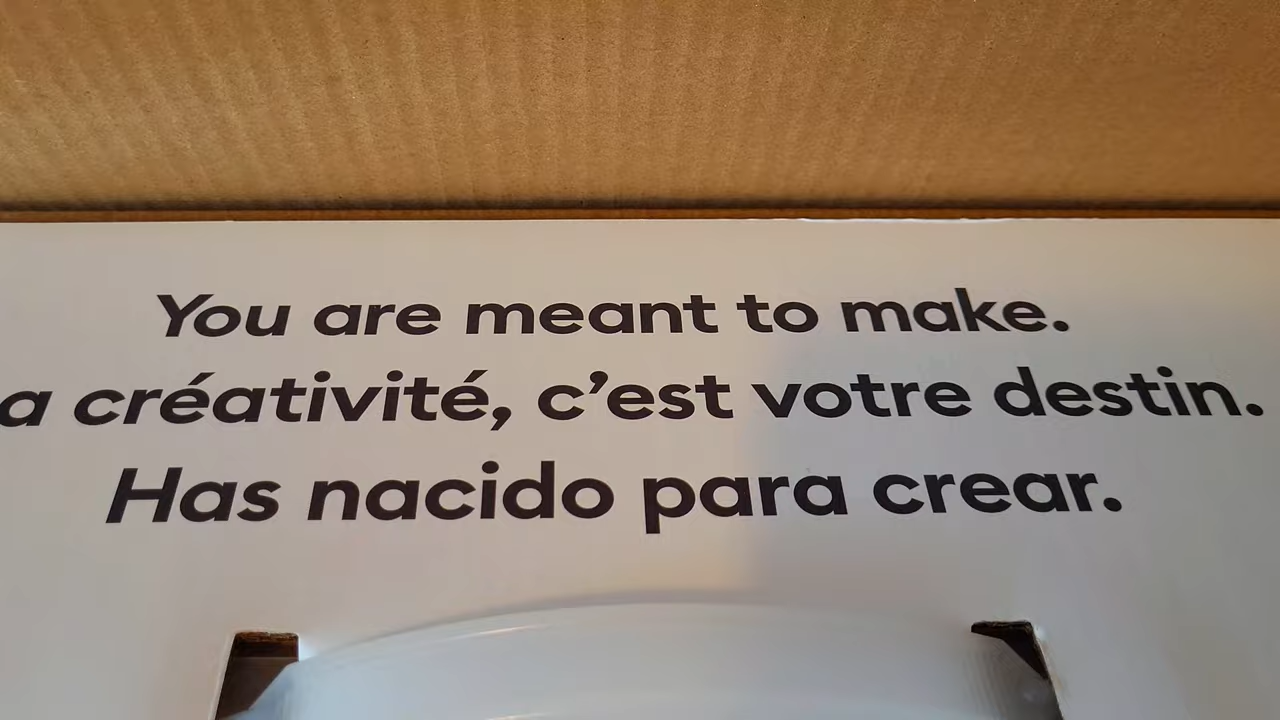 You are meant to make.
a créativité, c'est votre destin.
Has nacido para crear.